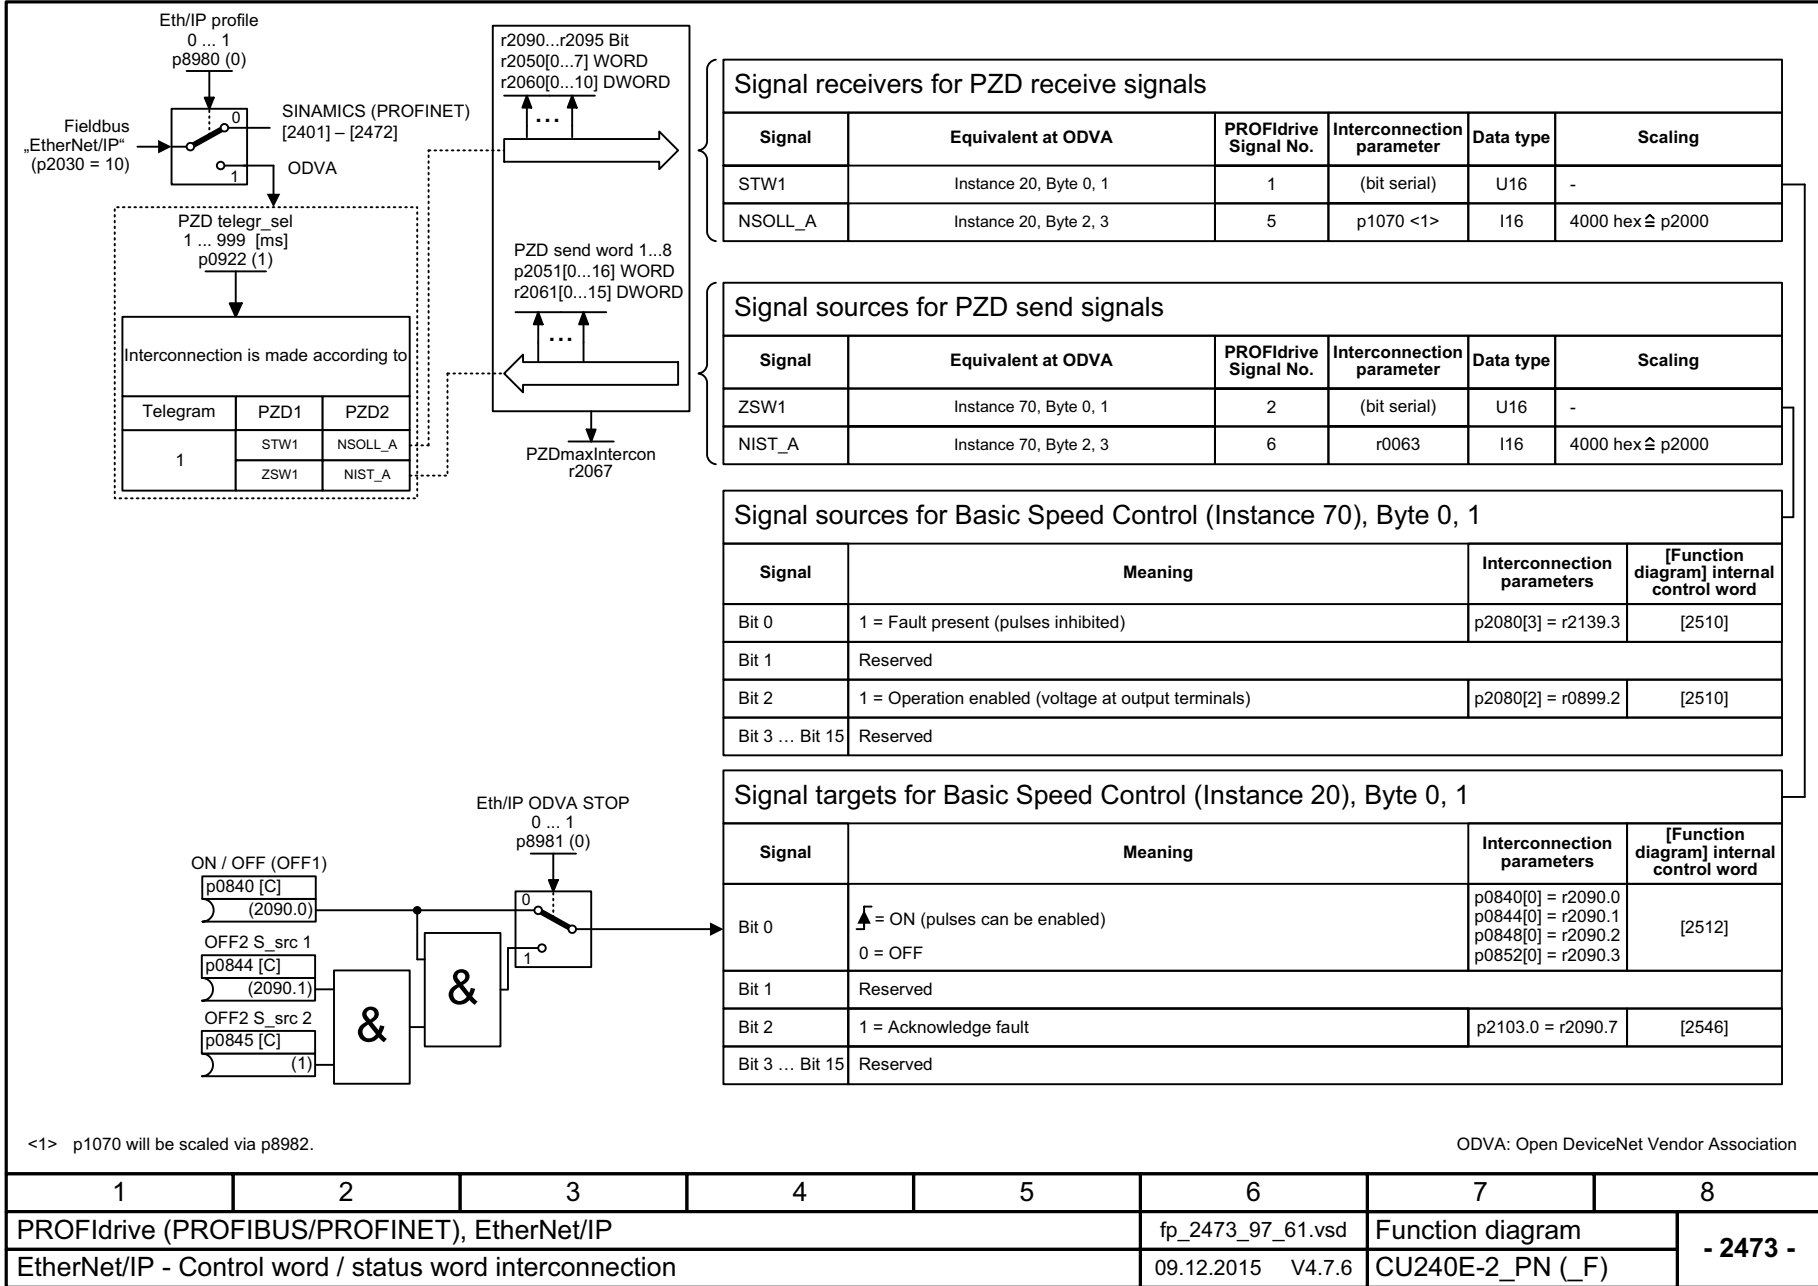 Eth/IP profile
0 ... 1
p8980 (0)
Fieldbus
„EtherNet/IP“
(p2030 = 10)
0
1
SINAMICS (PROFINET)
[2401] – [2472]
ODVA
PZD telegr_sel
1 ... 999 [ms]
p0922 (1)
Interconnection is made according to
Telegram PZD1 PZD2
1 STW1 NSOLL_A
ZSW1 NIST_A
r2090...r2095 Bit
r2050[0...7] WORD
r2060[0...10] DWORD
...
PZD send word 1...8
p2051[0...16] WORD
r2061[0...15] DWORD
...
PZDmaxIntercon
r2067
Signal receivers for PZD receive signals
Signal Equivalent at ODVA PROFIdrive Signal No. Interconnection parameter Data type Scaling
STW1 Instance 20, Byte 0, 1 1 (bit serial) U16 -
NSOLL_A Instance 20, Byte 2, 3 5 p1070 <1> I16 4000 hex ≙ p2000
Signal sources for PZD send signals
Signal Equivalent at ODVA PROFIdrive Signal No. Interconnection parameter Data type Scaling
ZSW1 Instance 70, Byte 0, 1 2 (bit serial) U16 -
NIST_A Instance 70, Byte 2, 3 6 r0063 I16 4000 hex ≙ p2000
Signal sources for Basic Speed Control (Instance 70), Byte 0, 1
Signal Meaning Interconnection parameters [Function diagram] internal control word
Bit 0 1 = Fault present (pulses inhibited) p2080[3] = r2139.3 [2510]
Bit 1 Reserved
Bit 2 1 = Operation enabled (voltage at output terminals) p2080[2] = r0899.2 [2510]
Bit 3 … Bit 15 Reserved
Signal targets for Basic Speed Control (Instance 20), Byte 0, 1
Signal Meaning Interconnection parameters [Function diagram] internal control word
Bit 0 = ON (pulses can be enabled)
0 = OFF
p0840[0] = r2090.0
p0844[0] = r2090.1
p0848[0] = r2090.2
p0852[0] = r2090.3
[2512]
Bit 1 Reserved
Bit 2 1 = Acknowledge fault p2103.0 = r2090.7 [2546]
Bit 3 … Bit 15 Reserved
Eth/IP ODVA STOP
0 ... 1
p8981 (0)
0
1
ON / OFF (OFF1)
p0840 [C]
(2090.0)
OFF2 S_src 1
p0844 [C]
(2090.1)
OFF2 S_src 2
p0845 [C]
(1)
&
&
<1> p1070 will be scaled via p8982.
ODVA: Open DeviceNet Vendor Association
1 2 3 4 5 6 7 8
PROFIdrive (PROFIBUS/PROFINET), EtherNet/IP fp_2473_97_61.vsd Function diagram
EtherNet/IP - Control word / status word interconnection 09.12.2015 V4.7.6 CU240E-2_PN (_F)
- 2473 -